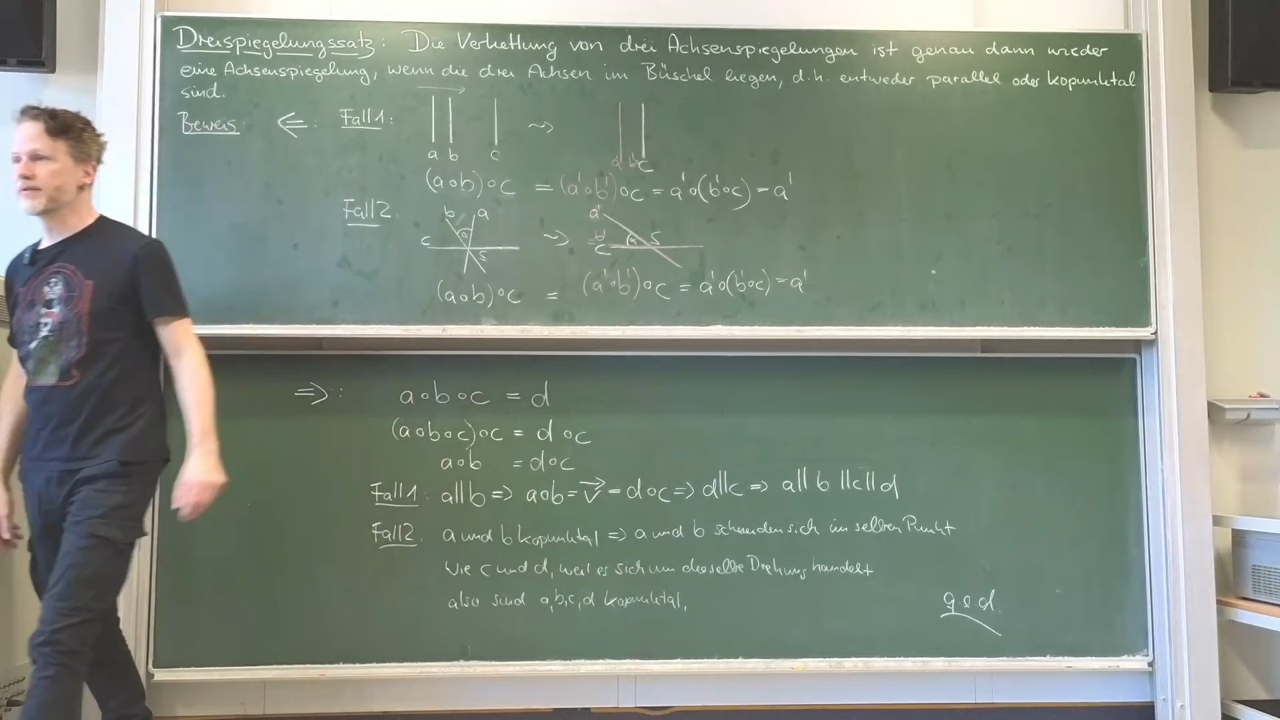 Dreispiegelungssatz: Die Verkettung von drei Achsenspiegelungen ist genau dann wieder
eine Achsenspiegelung, wenn die drei Achsen im Büschel liegen, d.h. entweder parallel oder kopunktal
sind.
Beweis: ⇐: Fall 1:
a b c ⇝ a' b' c
(a∘b)∘c = (a'∘b')∘c = a'∘(b'∘c) = a'
Fall 2.
b a a'
c S ⇝ b' = c S
(a∘b)∘c = (a'∘b')∘c = a'∘(b'∘c) = a'
⇒: a∘b∘c = d
(a∘b∘c)∘c = d∘c
a∘b = d∘c
Fall 1: a∥b ⇒ a∘b = v⃗ = d∘c ⇒ d∥c ⇒ a∥b∥c∥d
Fall 2. a und b kopunktal ⇒ a und b schneiden sich im selben Punkt
wie c und d, weil es sich um dieselbe Drehung handelt
also sind a,b,c,d kopunktal,
q.e.d.